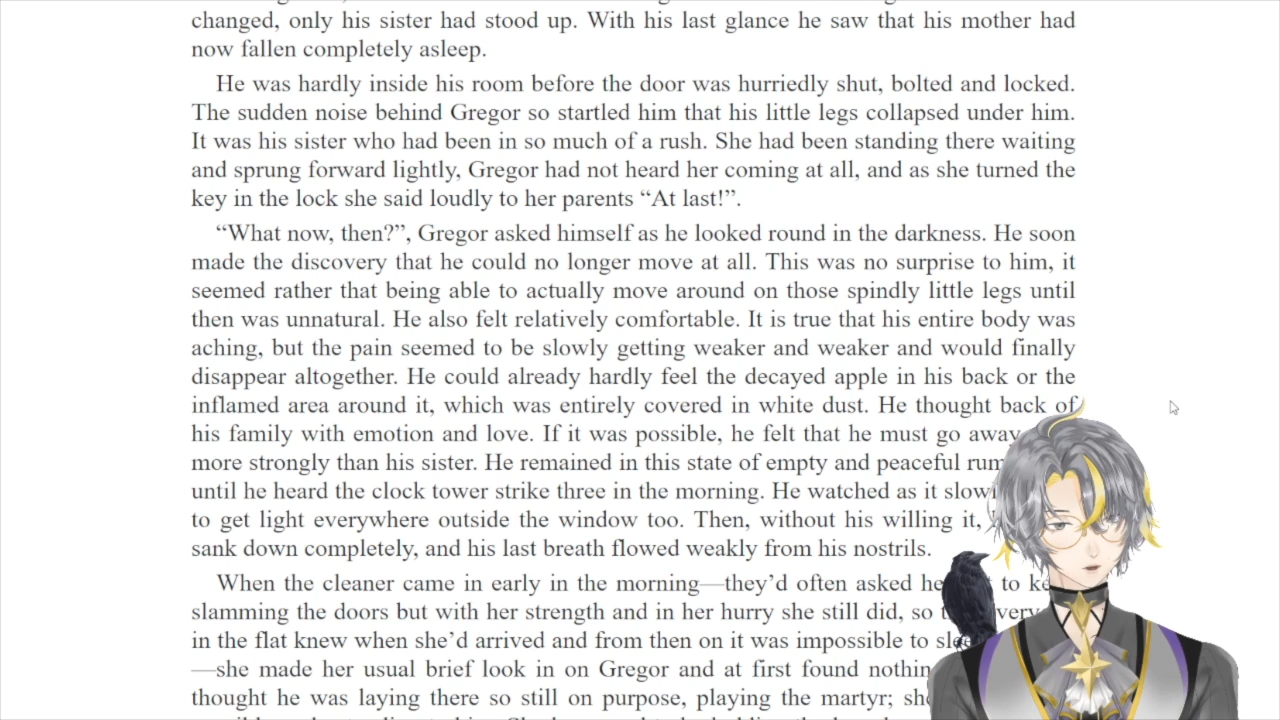 changed, only his sister had stood up. With his last glance he saw that his mother had
now fallen completely asleep.
He was hardly inside his room before the door was hurriedly shut, bolted and locked.
The sudden noise behind Gregor so startled him that his little legs collapsed under him.
It was his sister who had been in so much of a rush. She had been standing there waiting
and sprung forward lightly, Gregor had not heard her coming at all, and as she turned the
key in the lock she said loudly to her parents “At last!”.
“What now, then?”, Gregor asked himself as he looked round in the darkness. He soon
made the discovery that he could no longer move at all. This was no surprise to him, it
seemed rather that being able to actually move around on those spindly little legs until
then was unnatural. He also felt relatively comfortable. It is true that his entire body was
aching, but the pain seemed to be slowly getting weaker and weaker and would finally
disappear altogether. He could already hardly feel the decayed apple in his back or the
inflamed area around it, which was entirely covered in white dust. He thought back of
his family with emotion and love. If it was possible, he felt that he must go away
more strongly than his sister. He remained in this state of empty and peaceful
until he heard the clock tower strike three in the morning. He watched as it
to get light everywhere outside the window too. Then, without his willing it,
sank down completely, and his last breath flowed weakly from his nostrils.
When the cleaner came in early in the morning—they’d often asked to
slamming the doors but with her strength and in her hurry she still did, so
in the flat knew when she’d arrived and from then on it was impossible to
—she made her usual brief look in on Gregor and at first found
thought he was laying there so still on purpose, playing the martyr;